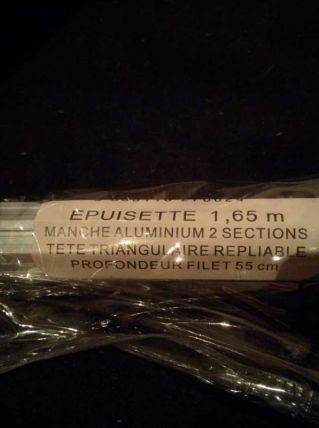 EPUISETTE 1,65 m
MANCHE ALUMINIUM 2 SECTIONS
TETE TRIANGULAIRE REPLIABLE
PROFONDEUR FILET 55 cm